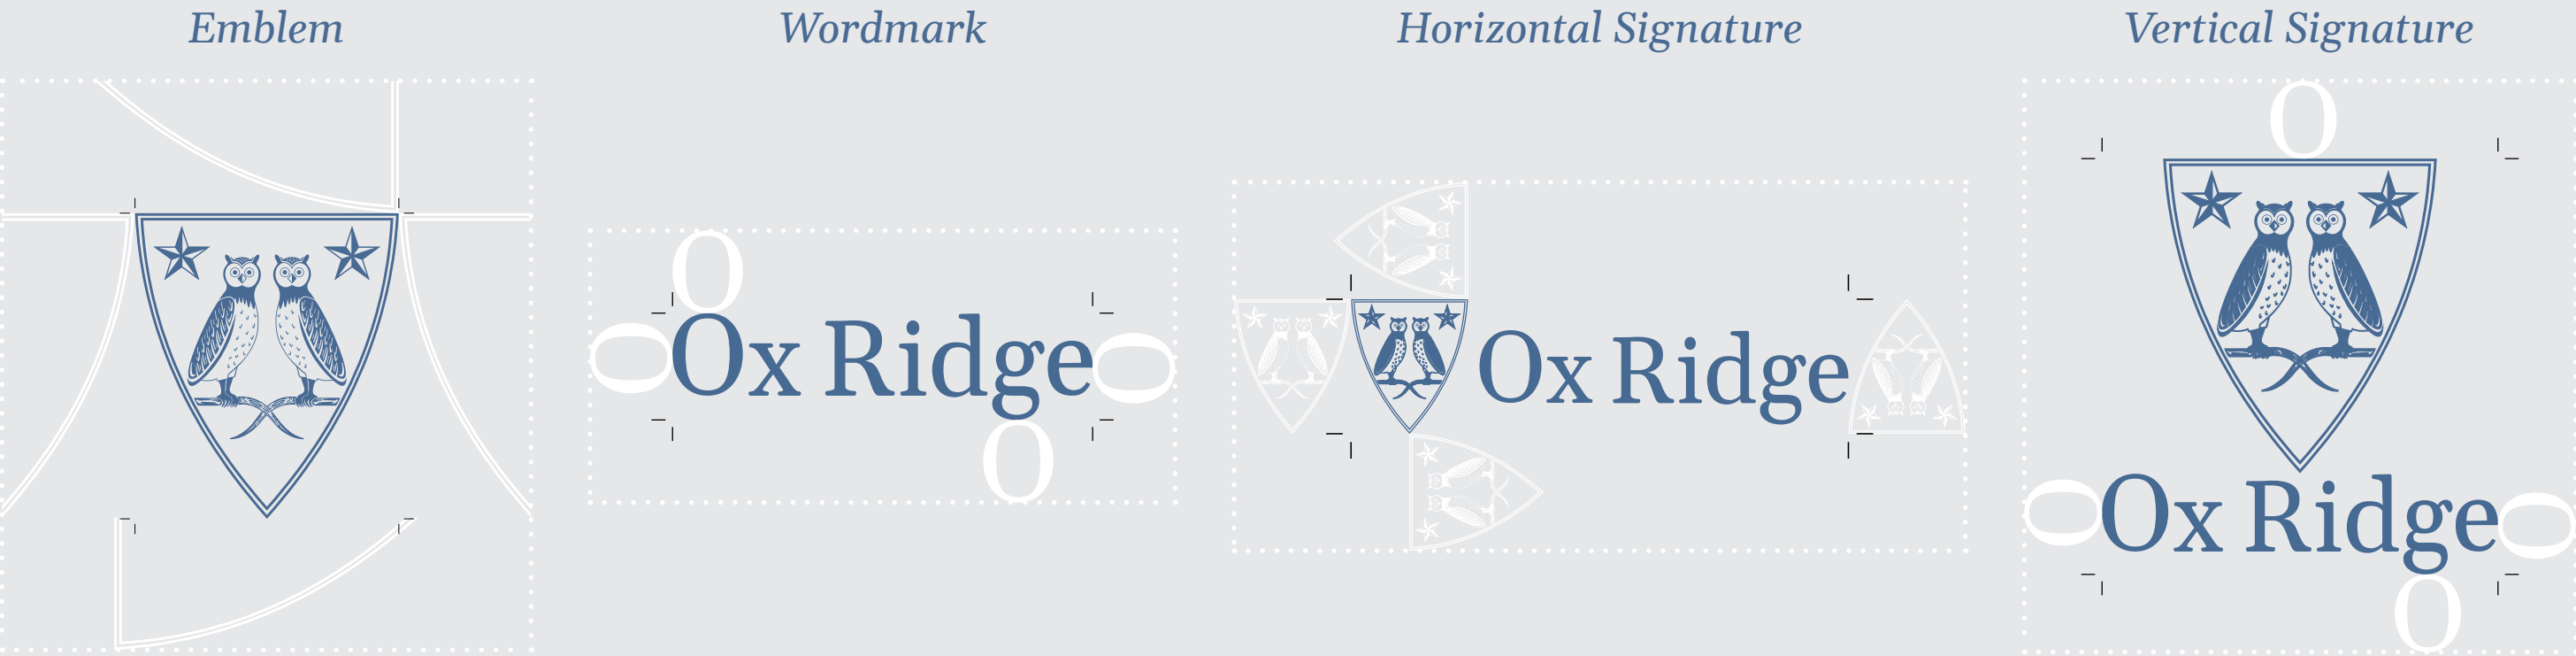 Emblem
Wordmark
Horizontal Signature
Vertical Signature
O
Ox Ridge
O
O
O
Ox Ridge
O
Ox Ridge
O
O
O